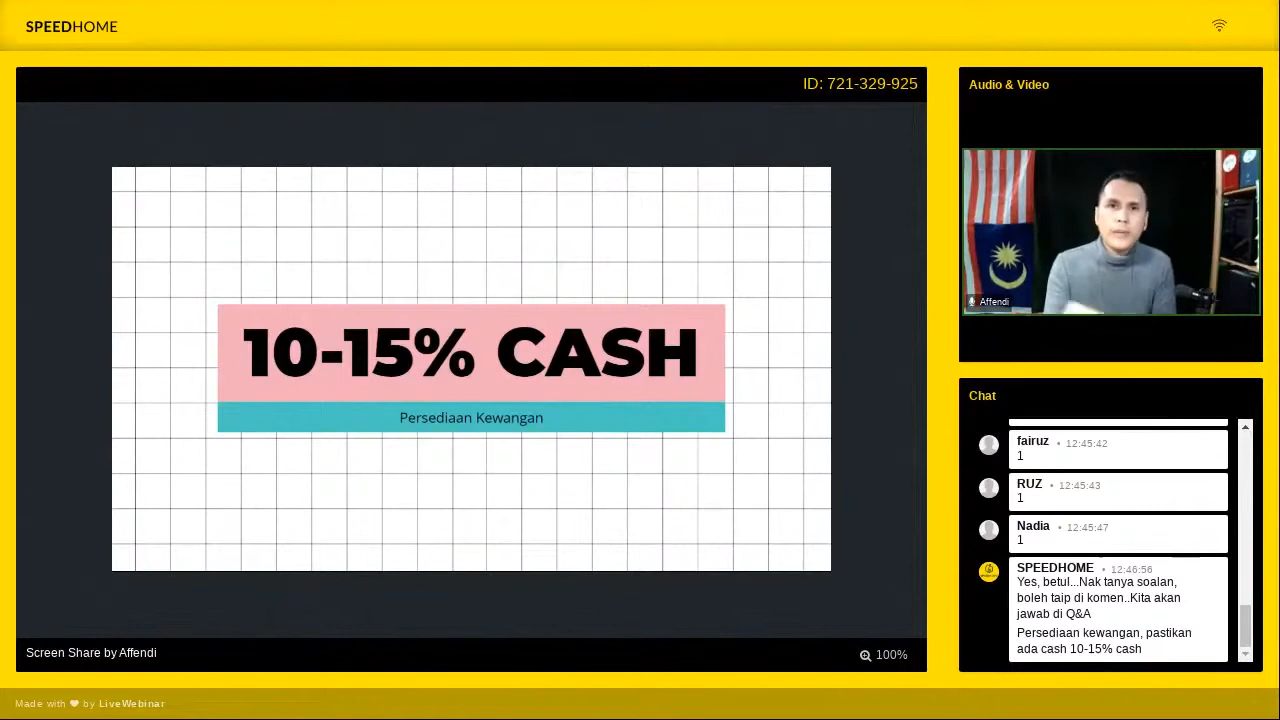 SPEEDHOME
ID: 721-329-925
10-15% CASH
Persediaan Kewangan
Screen Share by Affendi
100%
Audio & Video
Affendi
Chat
fairuz • 12:45:42
1
RUZ • 12:45:43
1
Nadia • 12:45:47
1
SPEEDHOME • 12:46:56
Yes, betul...Nak tanya soalan,
boleh taip di komen..Kita akan
jawab di Q&A
Persediaan kewangan, pastikan
ada cash 10-15% cash
Made with ❤ by LiveWebinar